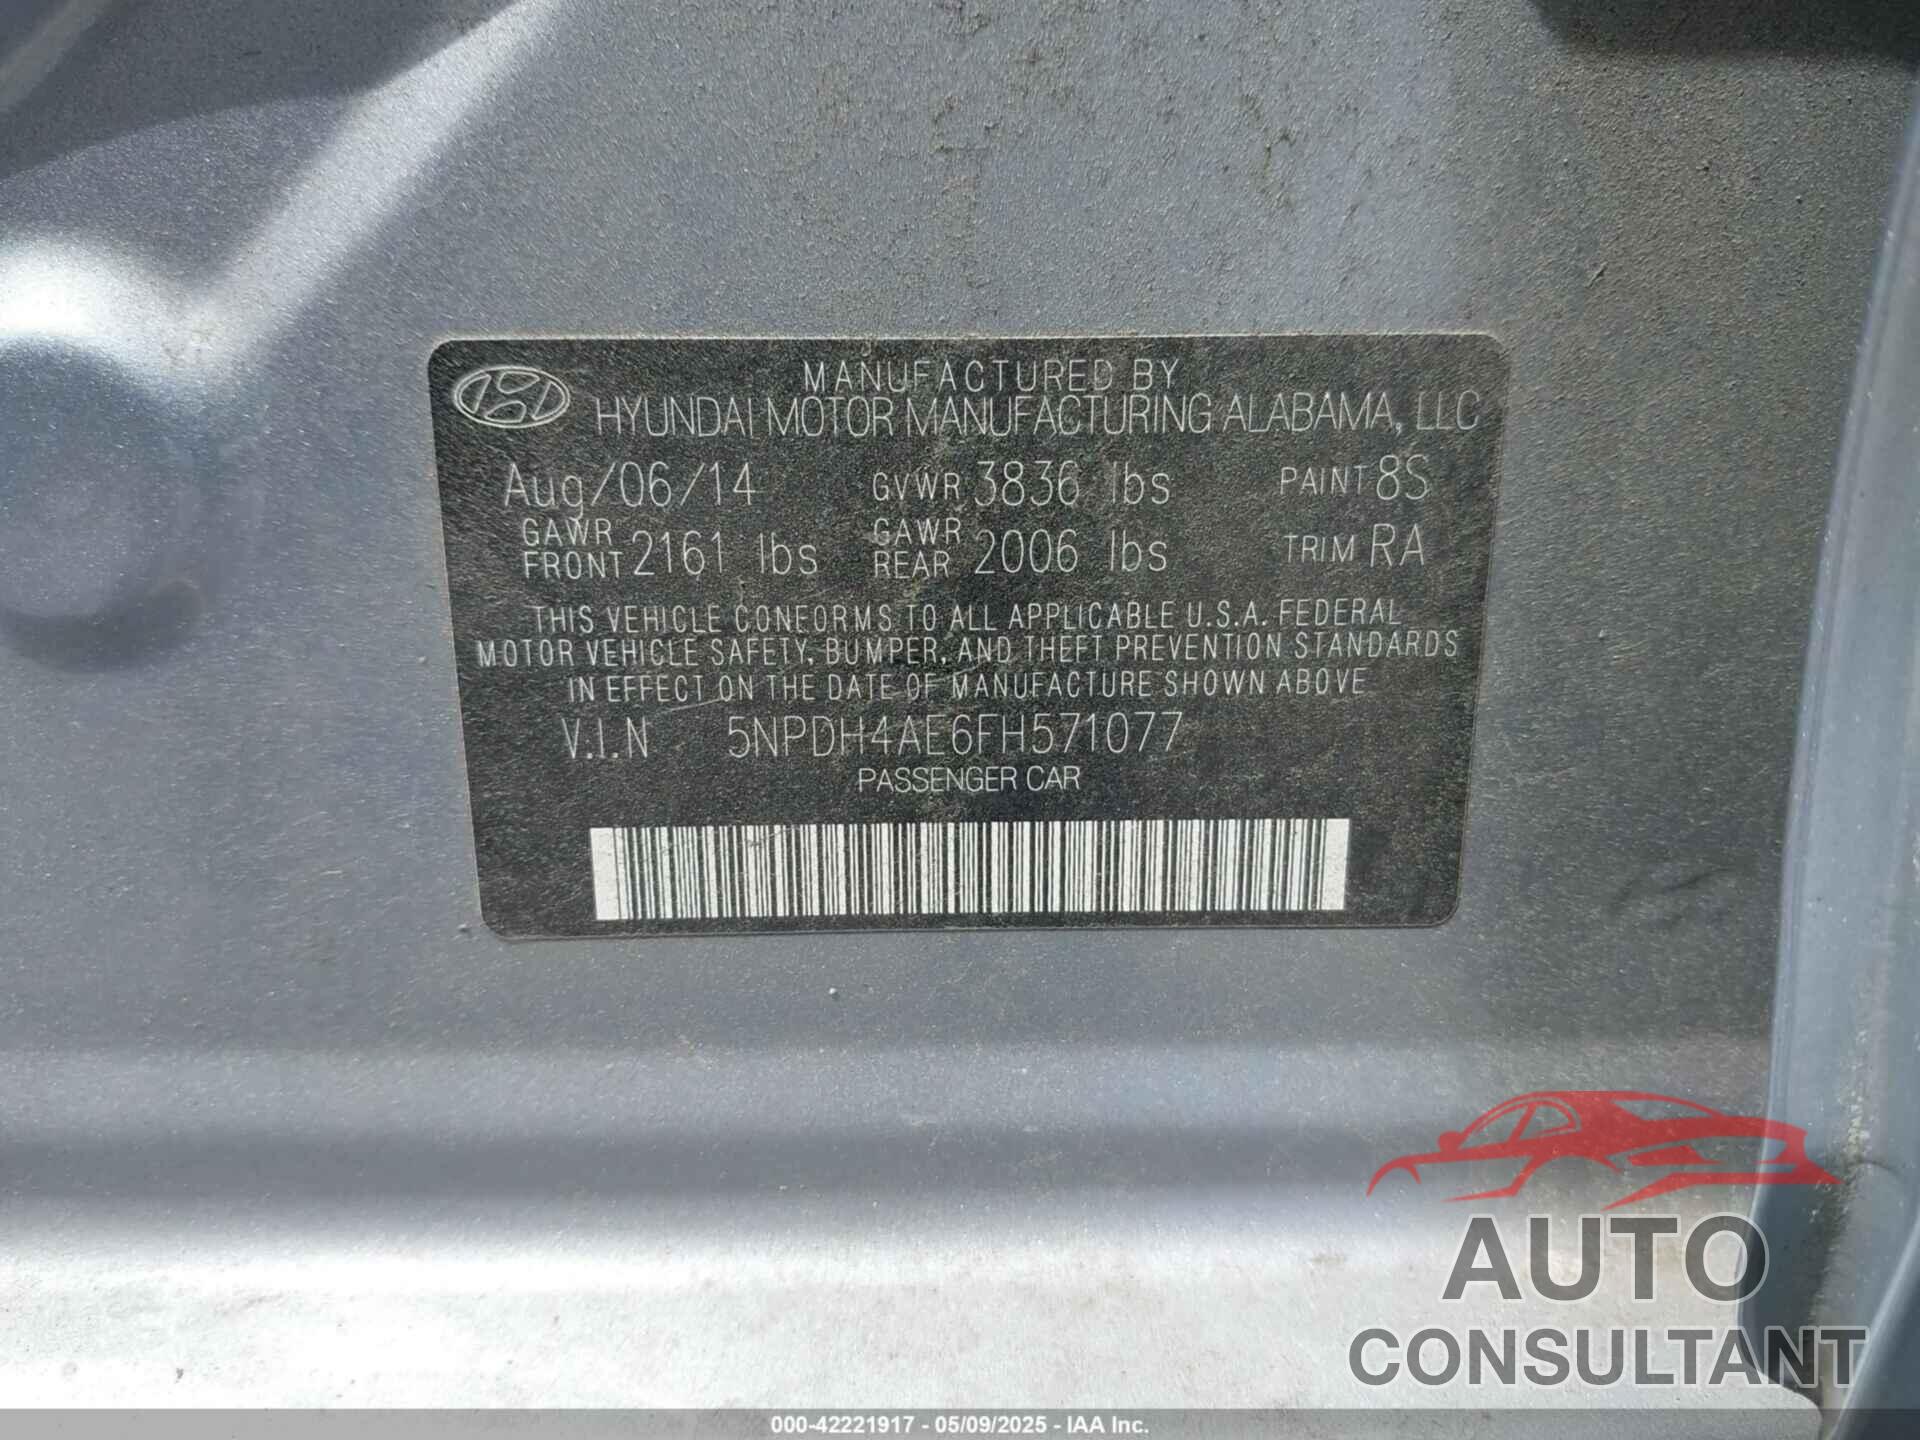 MANUFACTURED BY
HYUNDAI MOTOR MANUFACTURING ALABAMA, LLC
Aug/06/14 GVWR 3836 lbs PAINT 8S
GAWR FRONT 2161 lbs GAWR REAR 2006 lbs TRIM RA
THIS VEHICLE CONFORMS TO ALL APPLICABLE U.S.A. FEDERAL
MOTOR VEHICLE SAFETY, BUMPER, AND THEFT PREVENTION STANDARDS
IN EFFECT ON THE DATE OF MANUFACTURE SHOWN ABOVE
V.I.N 5NPDH4AE6FH571077
PASSENGER CAR
AUTO
CONSULTANT
000-42221917 - 05/09/2025 - IAA Inc.